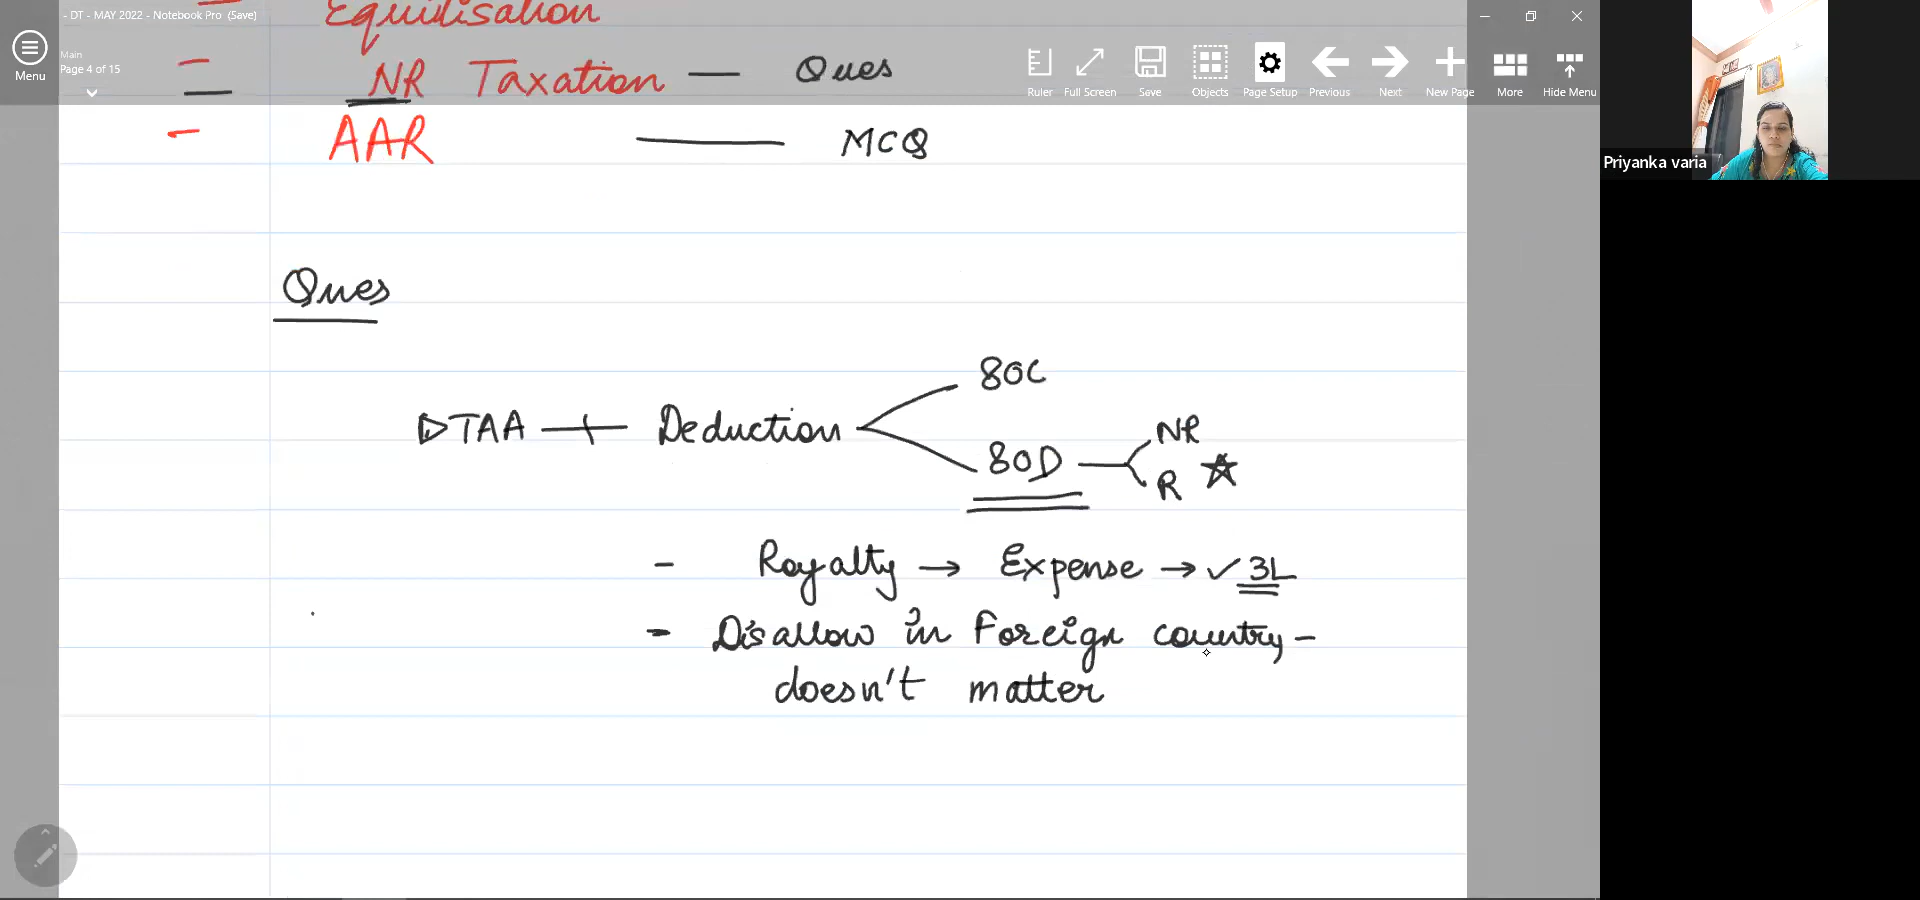 - DT - MAY 2022 - Notebook Pro (Save)
Equilisation
Menu
Main
Page 4 of 15
- NR Taxation — Ques
Ruler
Full Screen
Save
Objects
Page Setup
Previous
Next
New Page
More
Hide Menu
- AAR — MCQ
Priyanka varia
Ques
DTAA + Deduction
80C
80D
NR
R ☆
- Royalty → Expense → ✓ 3L
- Disallow in Foreign country -
doesn't matter